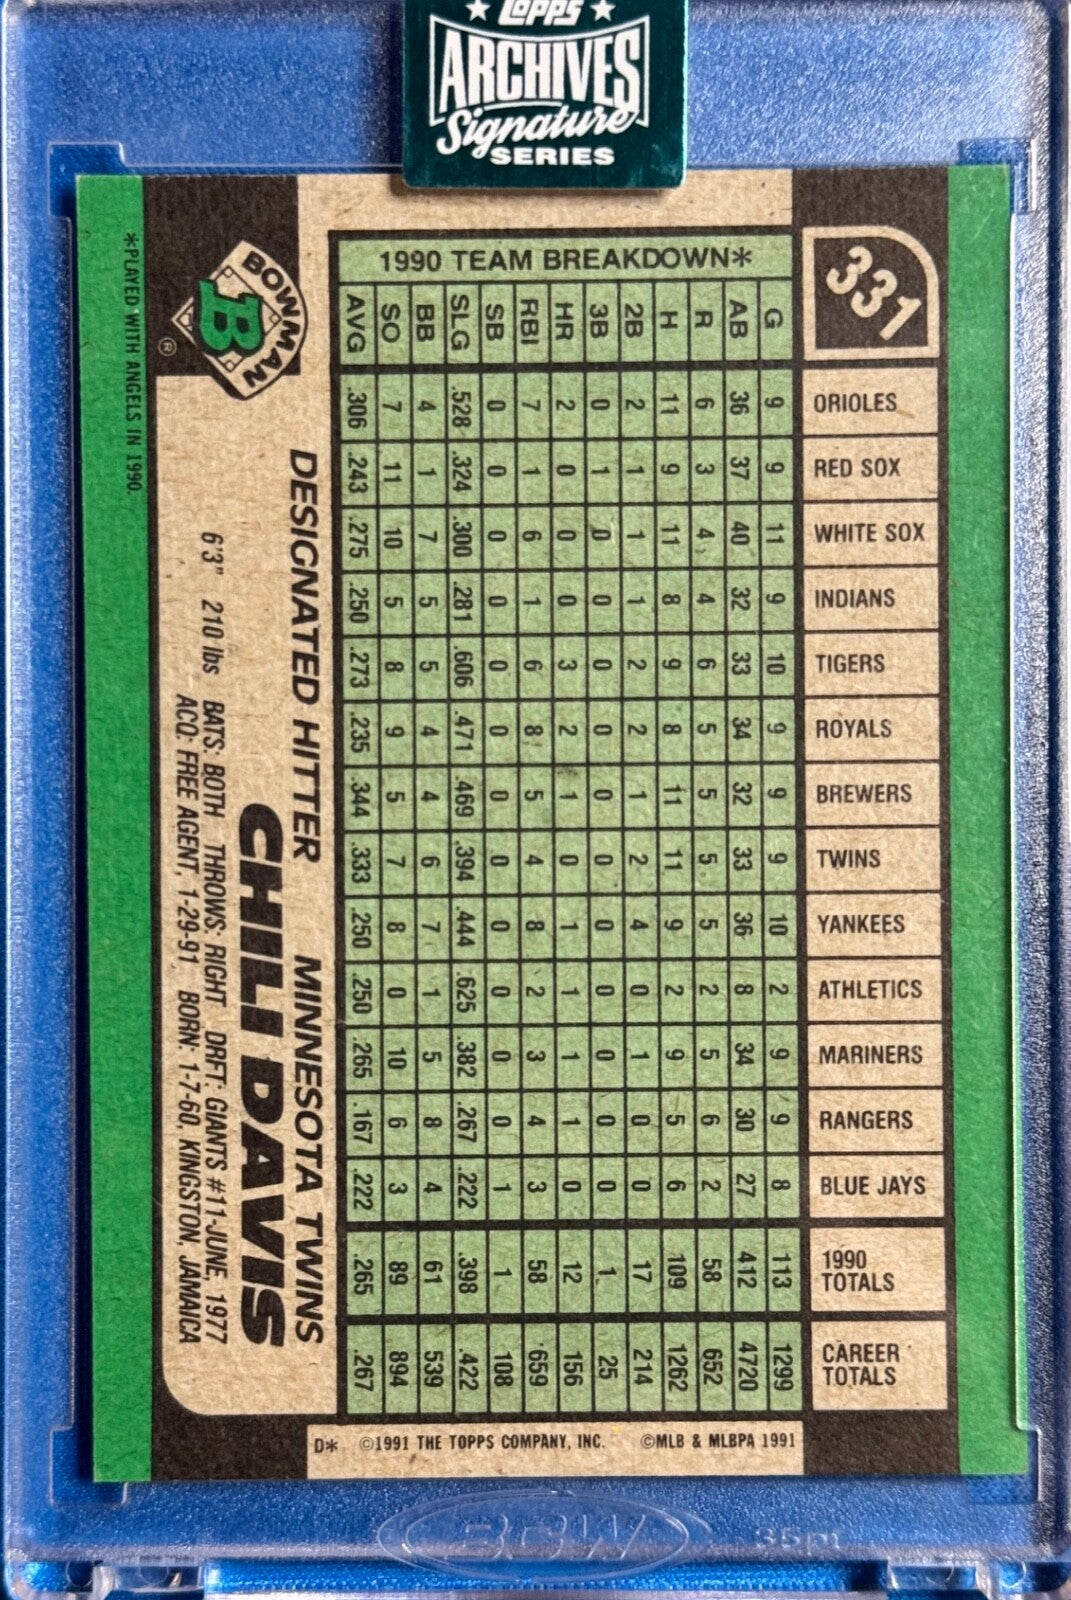 ★ topps ★
ARCHIVES
Signature
SERIES
331
1990 TEAM BREAKDOWN*
G AB R H 2B 3B HR RBI SB SLG BB SO AVG
ORIOLES 9 36 6 11 2 0 2 7 0 .528 4 7 .306
RED SOX 9 37 3 9 1 1 0 1 0 .324 1 11 .243
WHITE SOX 11 40 4 11 1 0 0 6 0 .300 7 10 .275
INDIANS 9 32 4 8 1 0 0 1 0 .281 5 5 .250
TIGERS 10 33 6 9 2 0 3 6 0 .606 5 8 .273
ROYALS 9 34 5 8 2 0 2 8 0 .471 4 9 .235
BREWERS 9 32 5 11 1 0 1 5 0 .469 4 5 .344
TWINS 9 33 5 11 2 0 0 4 0 .394 6 7 .333
YANKEES 10 36 5 9 4 0 1 8 0 .444 7 8 .250
ATHLETICS 2 8 2 2 0 0 1 2 0 .625 1 0 .250
MARINERS 9 34 5 9 1 0 1 3 0 .382 5 10 .265
RANGERS 9 30 6 5 0 0 1 4 0 .267 8 6 .167
BLUE JAYS 8 27 2 6 0 0 0 3 1 .222 4 3 .222
1990
TOTALS 113 412 58 109 17 1 12 58 1 .398 61 89 .265
CAREER
TOTALS 1299 4720 652 1262 214 25 156 659 108 .422 539 894 .267
BOWMAN
B
®
DESIGNATED HITTER MINNESOTA TWINS
CHILI DAVIS
6'3" 210 lbs BATS: BOTH THROWS: RIGHT DRFT: GIANTS #11-JUNE, 1977
ACQ: FREE AGENT, 1-29-91 BORN: 1-7-60, KINGSTON, JAMAICA
*PLAYED WITH ANGELS IN 1990.
D* ©1991 THE TOPPS COMPANY, INC. ©MLB & MLBPA 1991
BCW
35pt